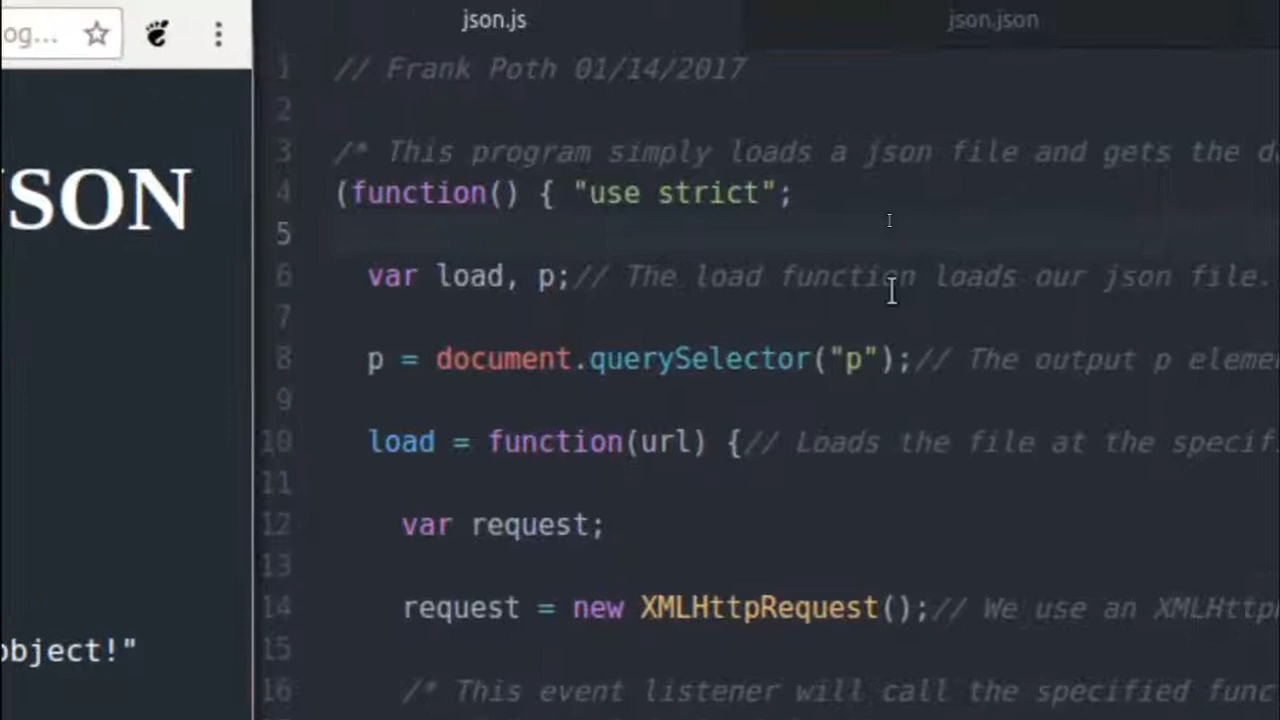 og...
json.js
json.json
JSON
object!"
1 // Frank Poth 01/14/2017
2
3 /* This program simply loads a json file and gets the d
4 (function() { "use strict";
5
6 var load, p;// The load function loads our json file.
7
8 p = document.querySelector("p");// The output p eleme
9
10 load = function(url) {// Loads the file at the specif
11
12 var request;
13
14 request = new XMLHttpRequest();// We use an XMLHttp
15
16 /* This event listener will call the specified func